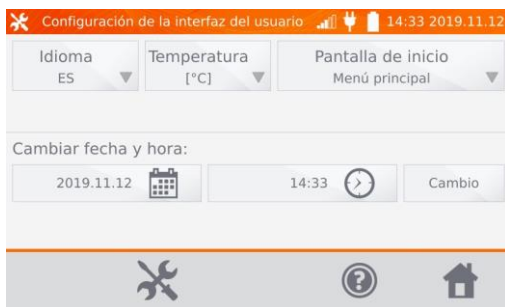 Configuración de la interfaz del usuario 14:33 2019.11.12
Idioma Temperatura Pantalla de inicio
ES [°C] Menú principal
Cambiar fecha y hora:
2019.11.12 14:33 Cambio